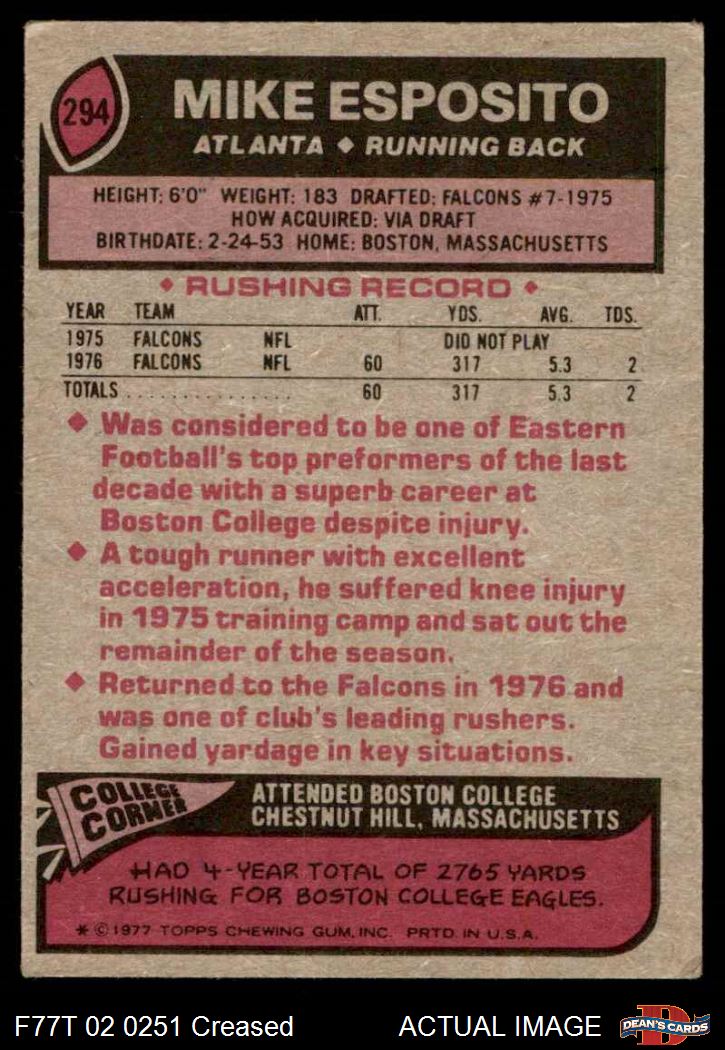 294
MIKE ESPOSITO
ATLANTA ♦ RUNNING BACK
HEIGHT: 6'0" WEIGHT: 183 DRAFTED: FALCONS #7-1975
HOW ACQUIRED: VIA DRAFT
BIRTHDATE: 2-24-53 HOME: BOSTON, MASSACHUSETTS
♦ RUSHING RECORD ♦
YEAR TEAM ATT. YDS. AVG. TDS.
1975 FALCONS NFL DID NOT PLAY
1976 FALCONS NFL 60 317 5.3 2
TOTALS . . . . . . . . . . . . . . . 60 317 5.3 2
♦ Was considered to be one of Eastern
Football's top preformers of the last
decade with a superb career at
Boston College despite injury.
♦ A tough runner with excellent
acceleration, he suffered knee injury
in 1975 training camp and sat out the
remainder of the season.
♦ Returned to the Falcons in 1976 and
was one of club's leading rushers.
Gained yardage in key situations.
COLLEGE
CORNER
ATTENDED BOSTON COLLEGE
CHESTNUT HILL, MASSACHUSETTS
HAD 4-YEAR TOTAL OF 2765 YARDS
RUSHING FOR BOSTON COLLEGE EAGLES.
* © 1977 TOPPS CHEWING GUM, INC. PRTD. IN U.S.A.
F77T 02 0251 Creased ACTUAL IMAGE
D
DEAN'S CARDS